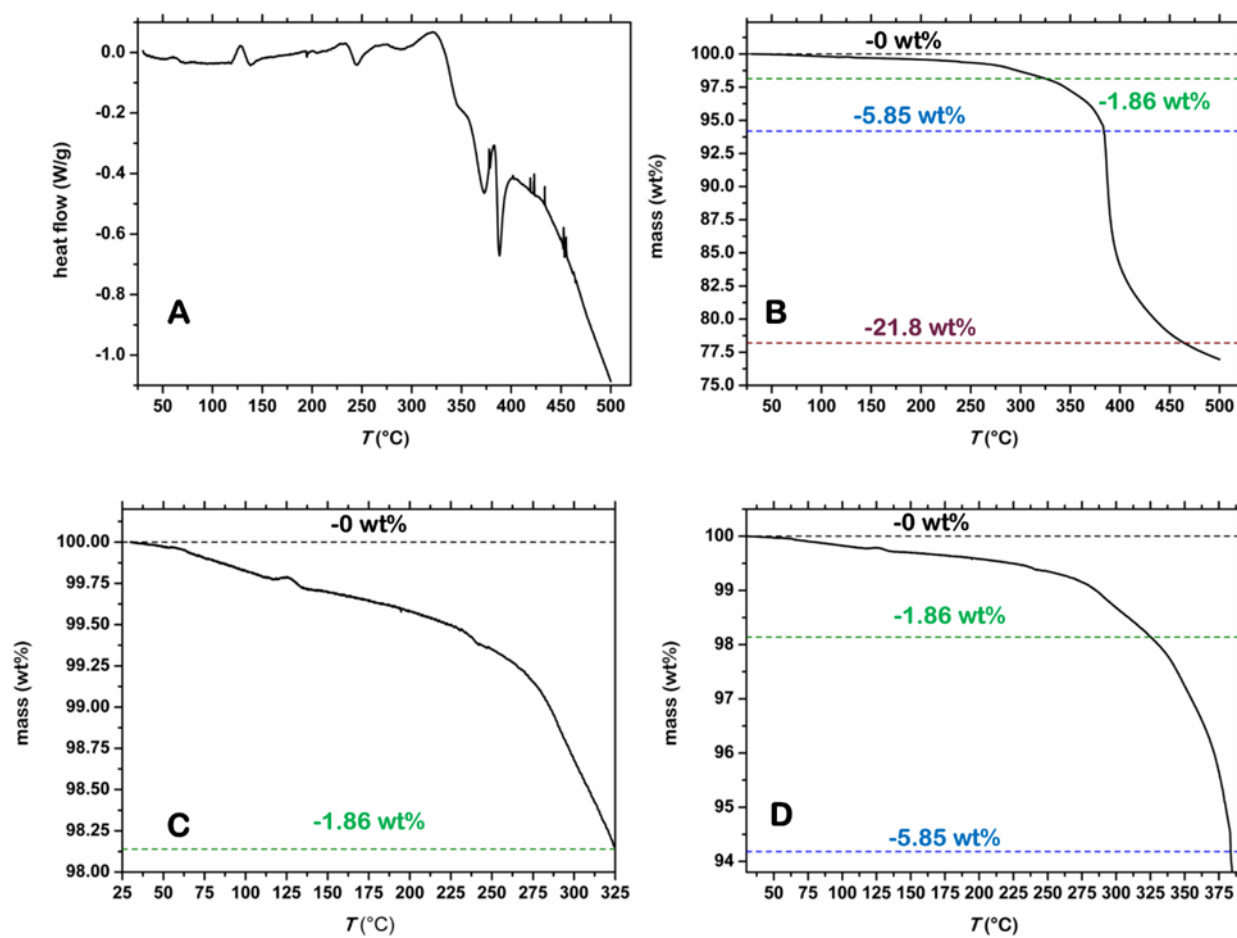 0.0
-0.2
-0.4
-0.6
-0.8
-1.0
heat flow (W/g)
A
50 100 150 200 250 300 350 400 450 500
T (°C)
100.0
97.5
95.0
92.5
90.0
87.5
85.0
82.5
80.0
77.5
75.0
mass (wt%)
-0 wt%
-1.86 wt%
-5.85 wt%
B
-21.8 wt%
50 100 150 200 250 300 350 400 450 500
T (°C)
100.00
99.75
99.50
99.25
99.00
98.75
98.50
98.25
98.00
mass (wt%)
-0 wt%
C
-1.86 wt%
25 50 75 100 125 150 175 200 225 250 275 300 325
T (°C)
100
99
98
97
96
95
94
mass (wt%)
-0 wt%
-1.86 wt%
D
-5.85 wt%
50 75 100 125 150 175 200 225 250 275 300 325 350 375
T (°C)